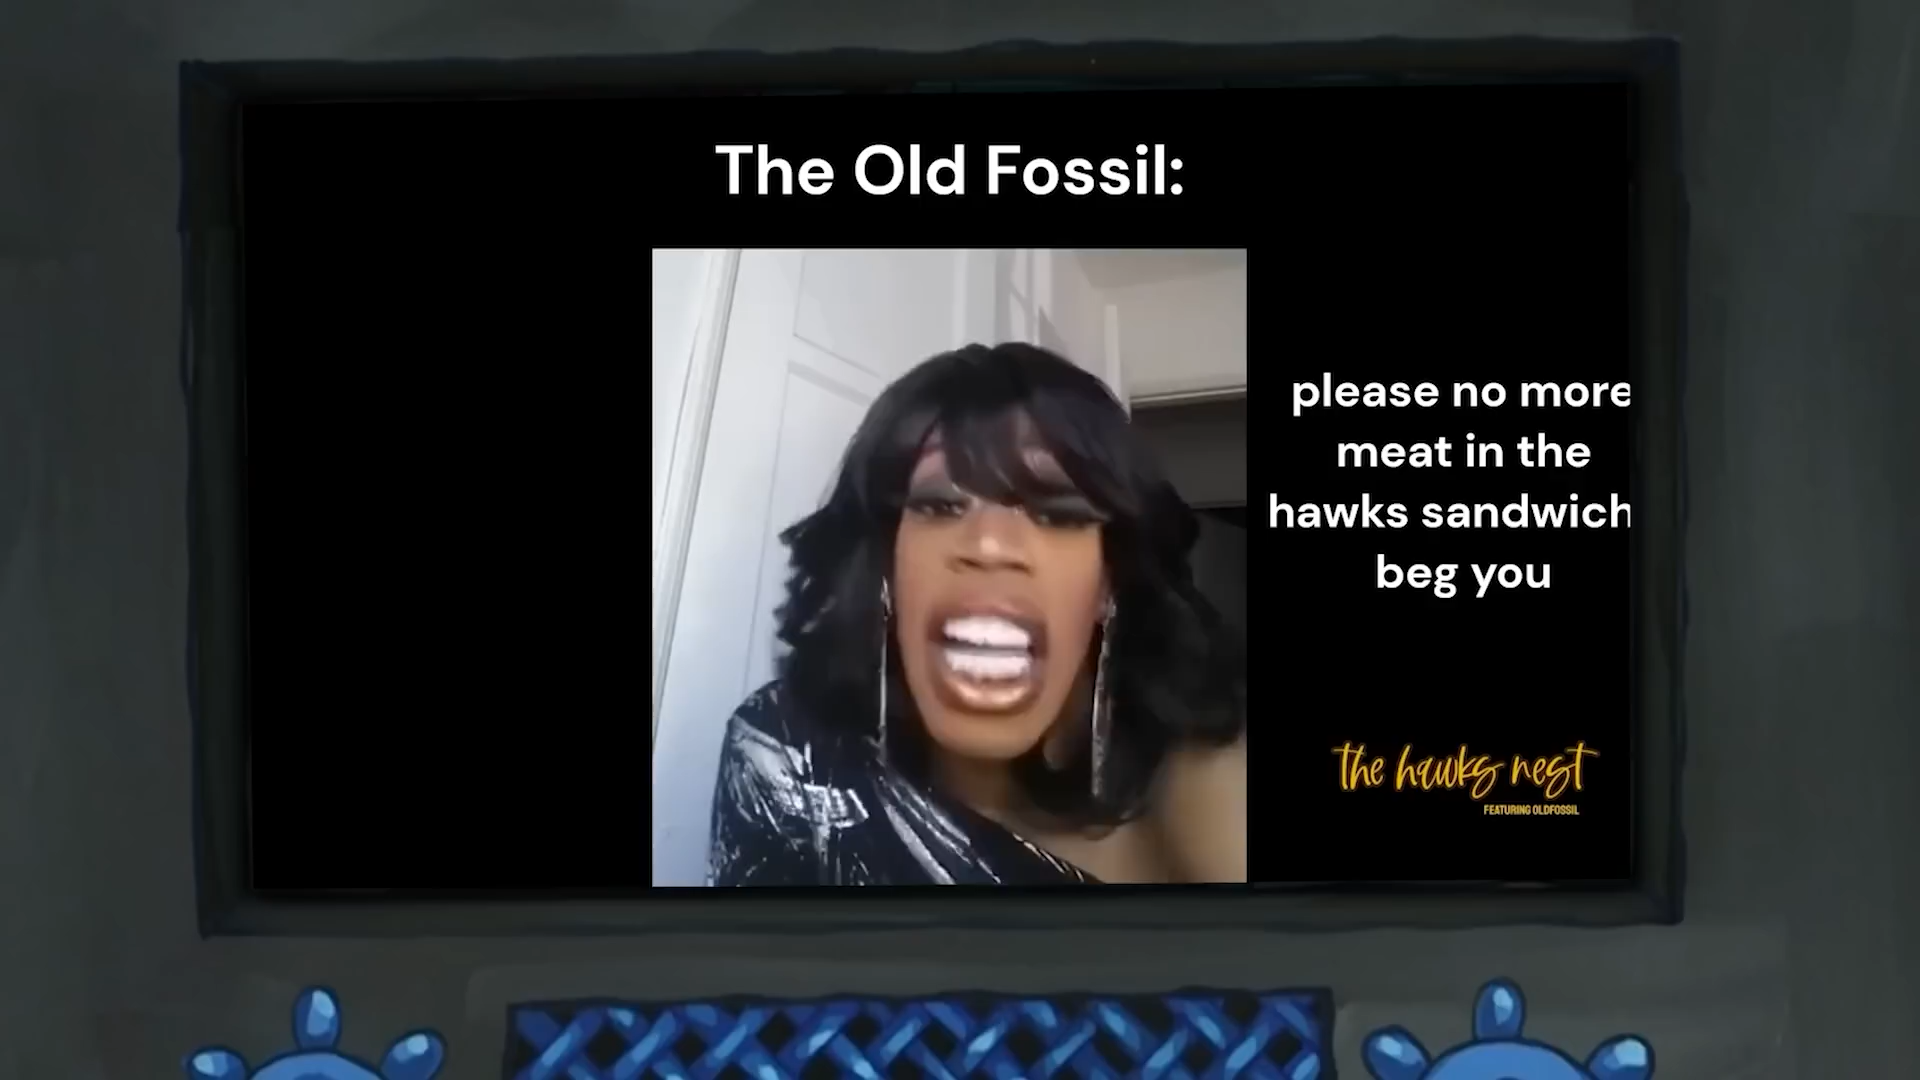 The Old Fossil:
please no more
meat in the
hawks sandwich
beg you
the hawks nest
FEATURING OLDFOSSIL